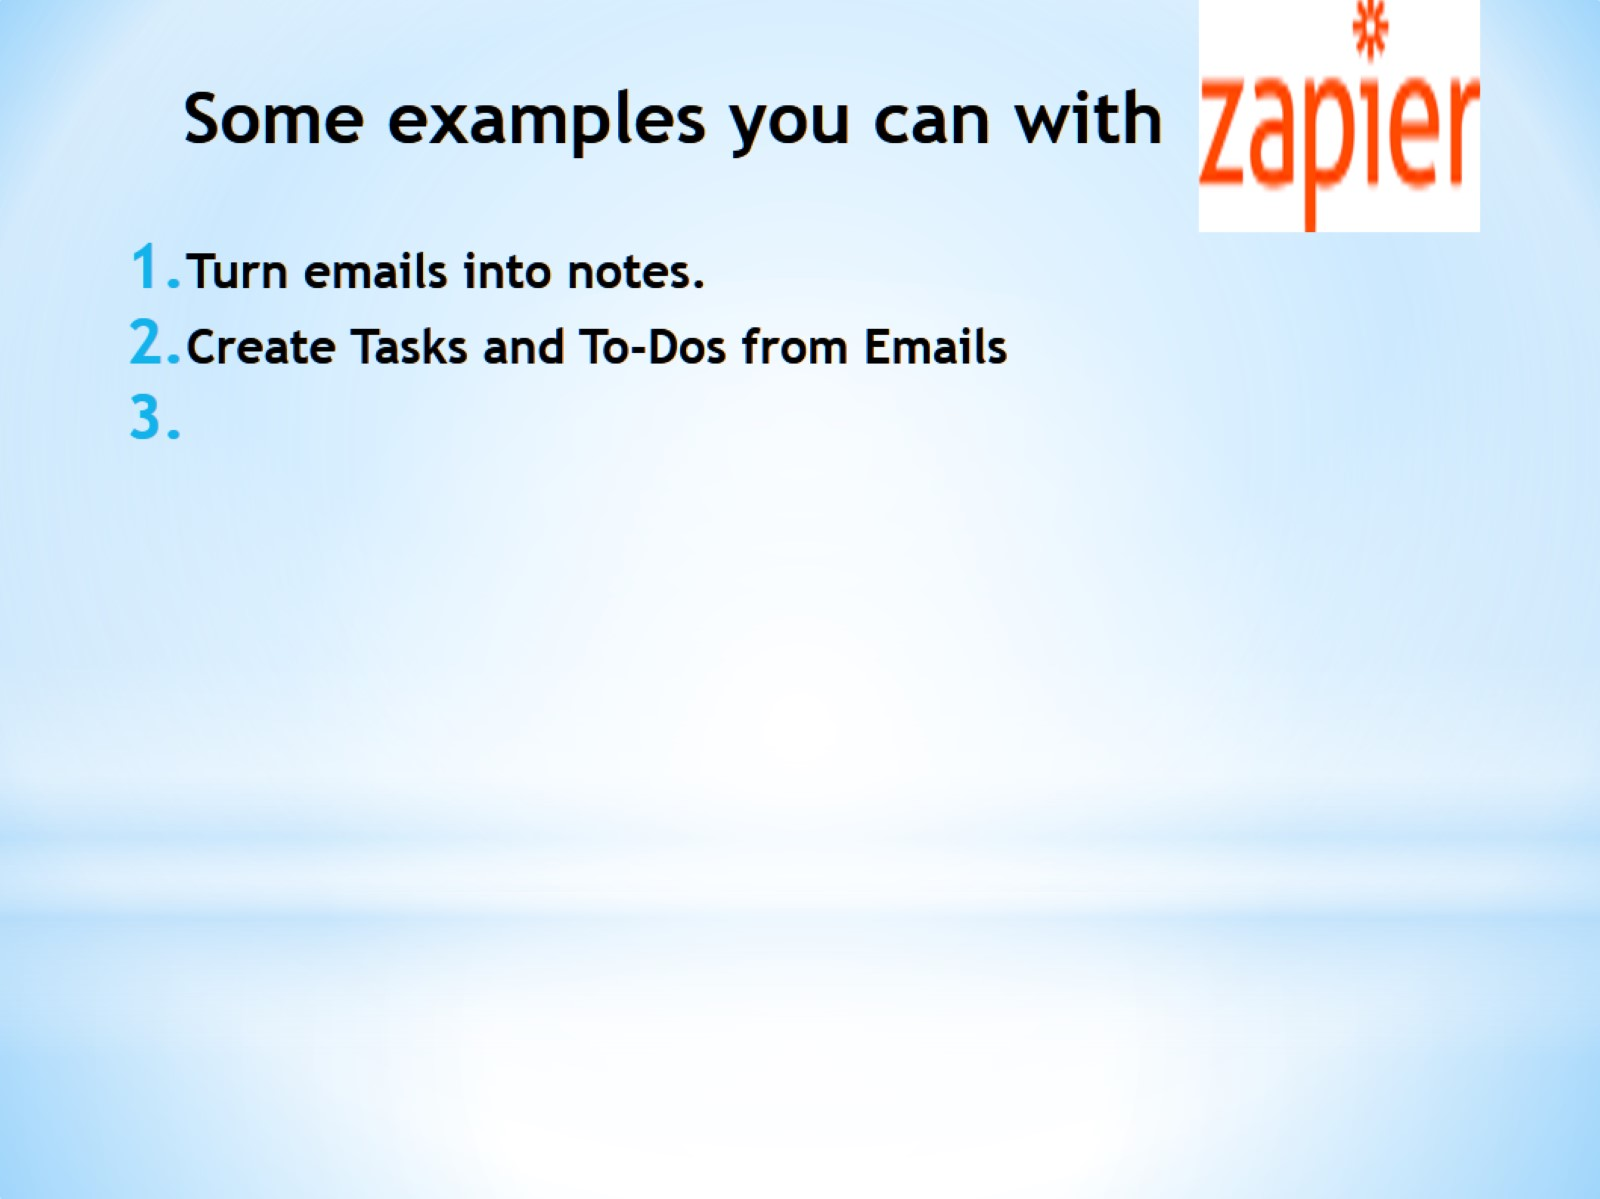 Some examples you can with zapier
1. Turn emails into notes.
2. Create Tasks and To-Dos from Emails
3.